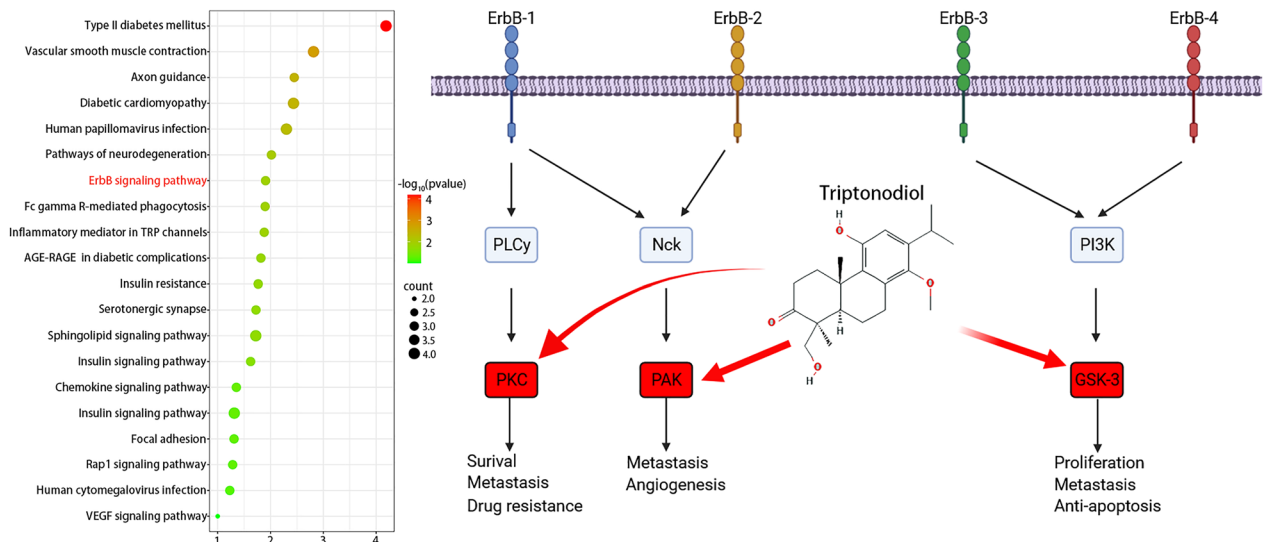 Type II diabetes mellitus
Vascular smooth muscle contraction
Axon guidance
Diabetic cardiomyopathy
Human papillomavirus infection
Pathways of neurodegeneration
ErbB signaling pathway
Fc gamma R-mediated phagocytosis
Inflammatory mediator in TRP channels
AGE-RAGE in diabetic complications
Insulin resistance
Serotonergic synapse
Sphingolipid signaling pathway
Insulin signaling pathway
Chemokine signaling pathway
Insulin signaling pathway
Focal adhesion
Rap1 signaling pathway
Human cytomegalovirus infection
VEGF signaling pathway
1 2 3 4
-log10(pvalue)
4
3
2
count
2.0
2.5
3.0
3.5
4.0
ErbB-1 ErbB-2 ErbB-3 ErbB-4
Triptonodiol
H
O
O
O
H
O
H
PLCy Nck PI3K
PKC PAK GSK-3
Surival
Metastasis
Drug resistance
Metastasis
Angiogenesis
Proliferation
Metastasis
Anti-apoptosis